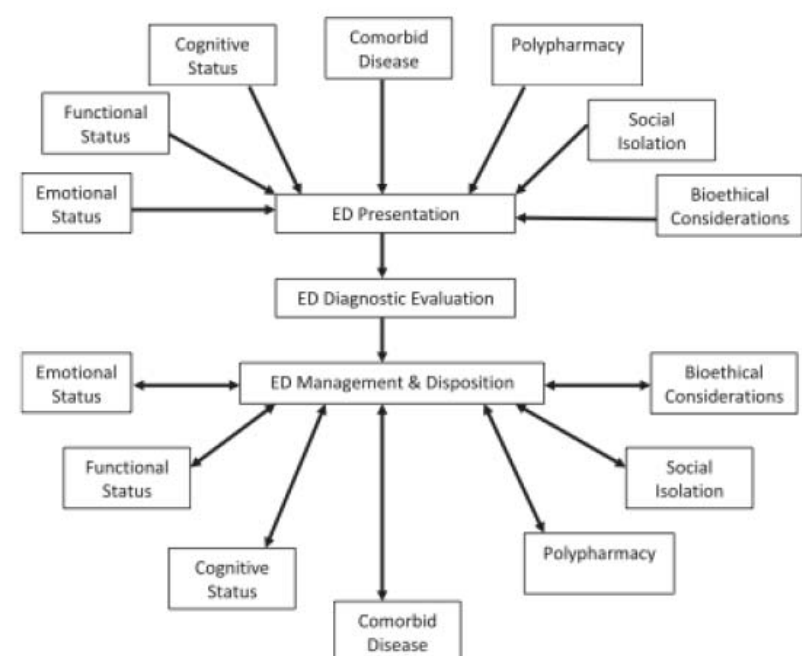 Cognitive
Status
Comorbid
Disease
Polypharmacy
Functional
Status
Social
Isolation
Emotional
Status
ED Presentation
Bioethical
Considerations
ED Diagnostic Evaluation
Emotional
Status
ED Management & Disposition
Bioethical
Considerations
Functional
Status
Social
Isolation
Cognitive
Status
Polypharmacy
Comorbid
Disease